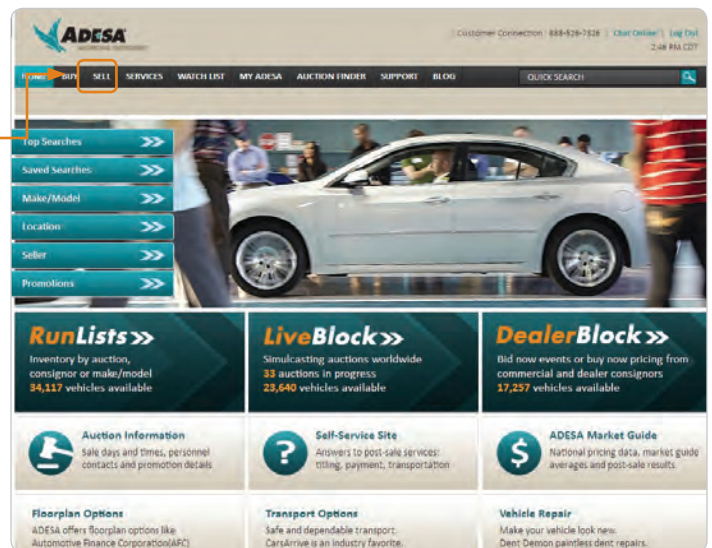 ADESA
Customer Connection 888-526-7326 | Chat Online | Log Out
2:48 PM CDT
HOME BUY SELL SERVICES WATCH LIST MY ADESA AUCTION FINDER SUPPORT BLOG QUICK SEARCH
Top Searches
Saved Searches
Make/Model
Location
Seller
Promotions
RunLists >>
Inventory by auction,
consignor or make/model
34,117 vehicles available
LiveBlock >>
Simulcasting auctions worldwide
33 auctions in progress
23,640 vehicles available
DealerBlock >>
Bid now events or buy now pricing from
commercial and dealer consignors
17,257 vehicles available
Auction Information
Sale days and times, personnel
contacts and promotion details
Self-Service Site
Answers to post-sale services:
titling, payment, transportation
ADESA Market Guide
National pricing data, market guide
averages and post-sale results
Floorplan Options
ADESA offers floorplan options like
Automotive Finance Corporation(AFC)
Transport Options
Safe and dependable transport.
CarsArrive is an industry favorite.
Vehicle Repair
Make your vehicle look new.
Dent Demon paintless dent repairs.